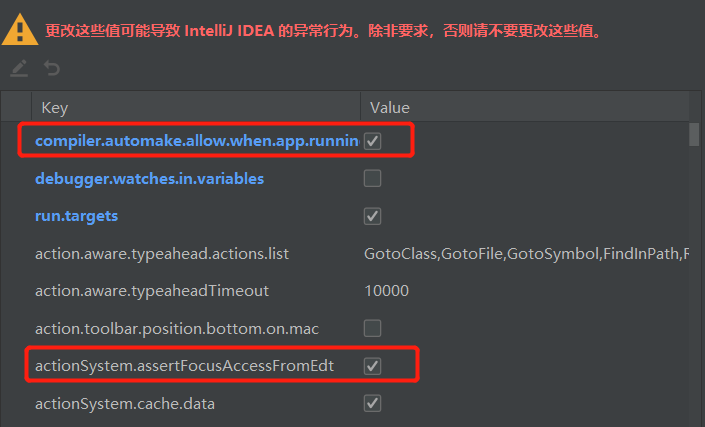 更改这些值可能导致 IntelliJ IDEA 的异常行为。除非要求，否则请不要更改这些值。
Key Value
compiler.automake.allow.when.app.runnin
debugger.watches.in.variables
run.targets
action.aware.typeahead.actions.list GotoClass,GotoFile,GotoSymbol,FindInPath,R
action.aware.typeaheadTimeout 10000
action.toolbar.position.bottom.on.mac
actionSystem.assertFocusAccessFromEdt
actionSystem.cache.data